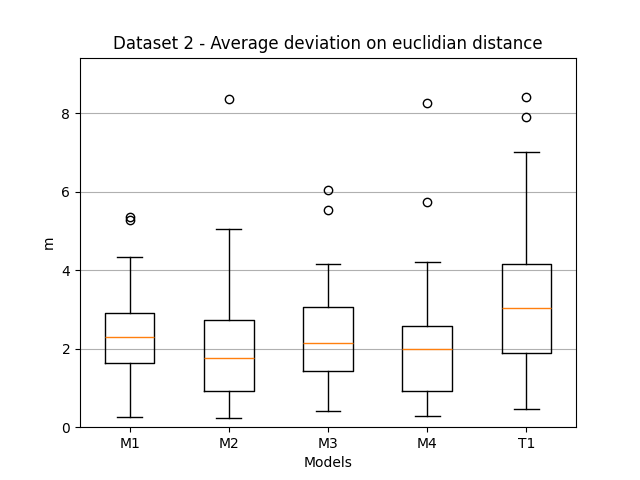 Dataset 2 - Average deviation on euclidian distance
m
8
6
4
2
0
M1 M2 M3 M4 T1
Models